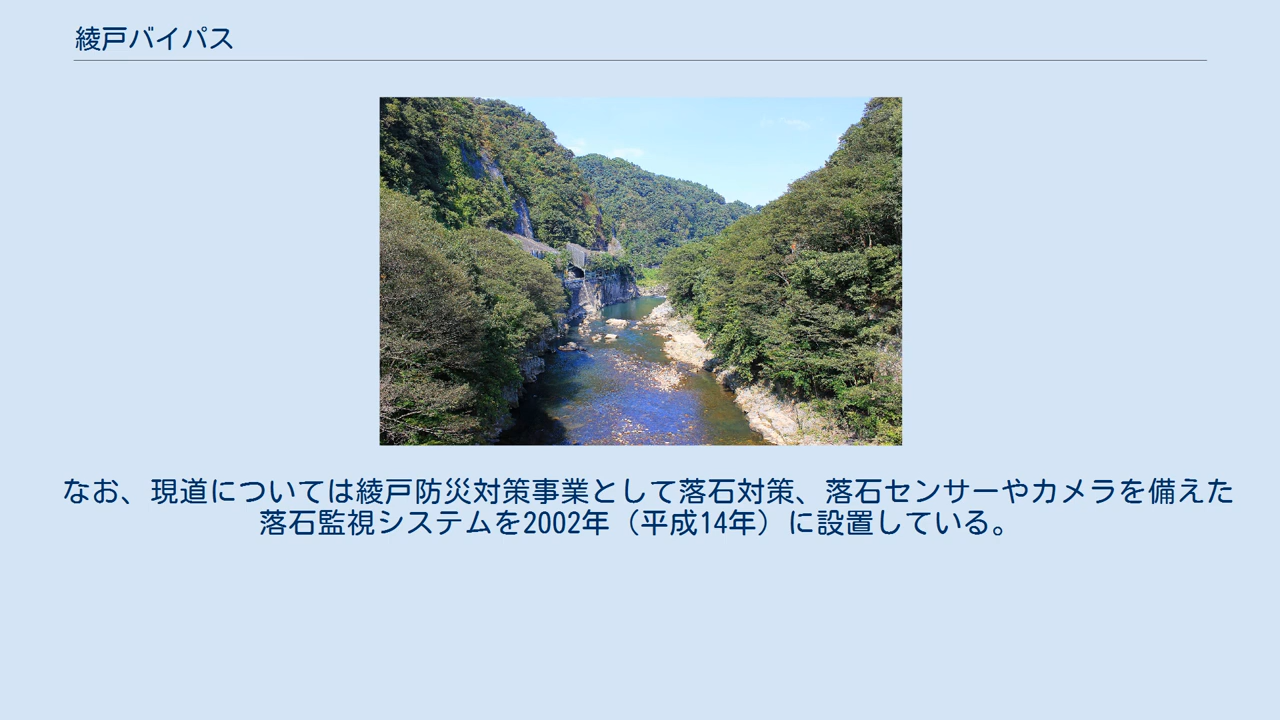 綾戸バイパス
なお、現道については綾戸防災対策事業として落石対策、落石センサーやカメラを備えた
落石監視システムを2002年（平成14年）に設置している。